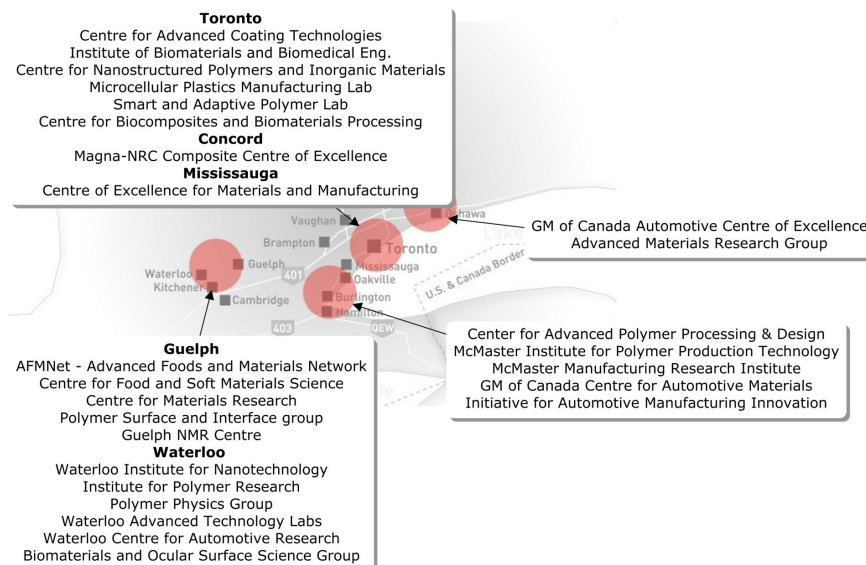 Toronto
Centre for Advanced Coating Technologies
Institute of Biomaterials and Biomedical Eng.
Centre for Nanostructured Polymers and Inorganic Materials
Microcellular Plastics Manufacturing Lab
Smart and Adaptive Polymer Lab
Centre for Biocomposites and Biomaterials Processing
Concord
Magna-NRC Composite Centre of Excellence
Mississauga
Centre of Excellence for Materials and Manufacturing
Vaughan
Oshawa
Brampton
Toronto
Lake
GM of Canada Automotive Centre of Excellence
Advanced Materials Research Group
Guelph
Mississauga
Waterloo
401
Oakville
U.S. & Canada Border
Kitchener
Cambridge
Burlington
Hamilton
403
QEW
Center for Advanced Polymer Processing & Design
McMaster Institute for Polymer Production Technology
McMaster Manufacturing Research Institute
GM of Canada Centre for Automotive Materials
Initiative for Automotive Manufacturing Innovation
Guelph
AFMNet - Advanced Foods and Materials Network
Centre for Food and Soft Materials Science
Centre for Materials Research
Polymer Surface and Interface group
Guelph NMR Centre
Waterloo
Waterloo Institute for Nanotechnology
Institute for Polymer Research
Polymer Physics Group
Waterloo Advanced Technology Labs
Waterloo Centre for Automotive Research
Biomaterials and Ocular Surface Science Group